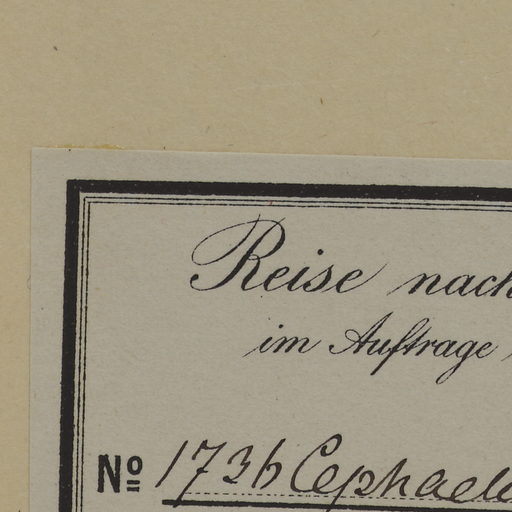 Reise nach
im Auftrage
Nº 1736 Cephaele